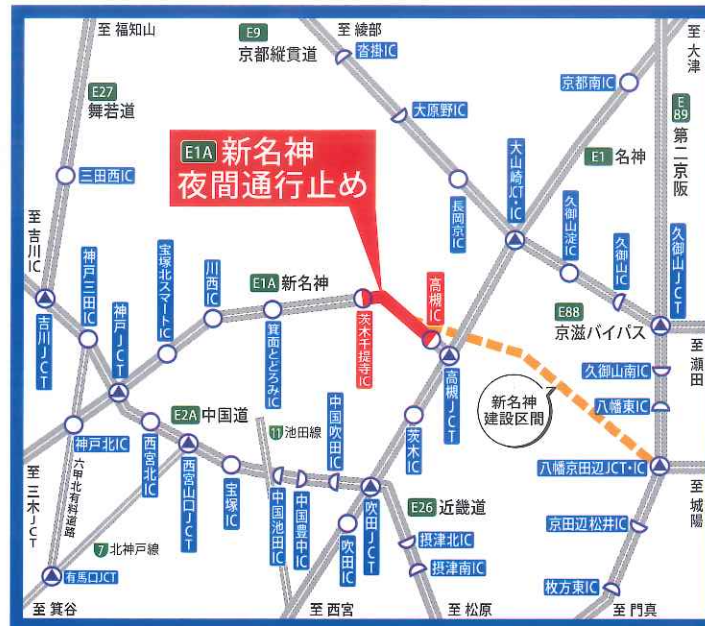 至 福知山
E9
至 綾部
京都縦貫道
沓掛IC
至 大津
京都南IC
E27
舞若道
大原野IC
E89
第二京阪
E1A 新名神
夜間通行止め
E1 名神
大山崎JCT・IC
三田西IC
長岡京IC
久御山淀IC
久御山IC
久御山JCT
至 吉川IC
神戸三田IC
宝塚北スマートIC
川西IC
E1A 新名神
高槻IC
神戸JCT
E88
京滋バイパス
吉川JCT
箕面とどろみIC
茨木千提寺IC
至 瀬田
高槻JCT
久御山南IC
新名神
建設区間
八幡東IC
E2A 中国道
11 池田線
中国吹田IC
茨木IC
神戸北IC
西宮北IC
八幡京田辺JCT・IC
至 三木JCT
六甲北有料道路
西宮山口JCT
宝塚IC
中国池田IC
中国豊中IC
吹田JCT
E26 近畿道
至 城陽
京田辺松井IC
7 北神戸線
吹田IC
摂津北IC
摂津南IC
有馬口JCT
枚方東IC
至 箕谷
至 西宮
至 松原
至 門真